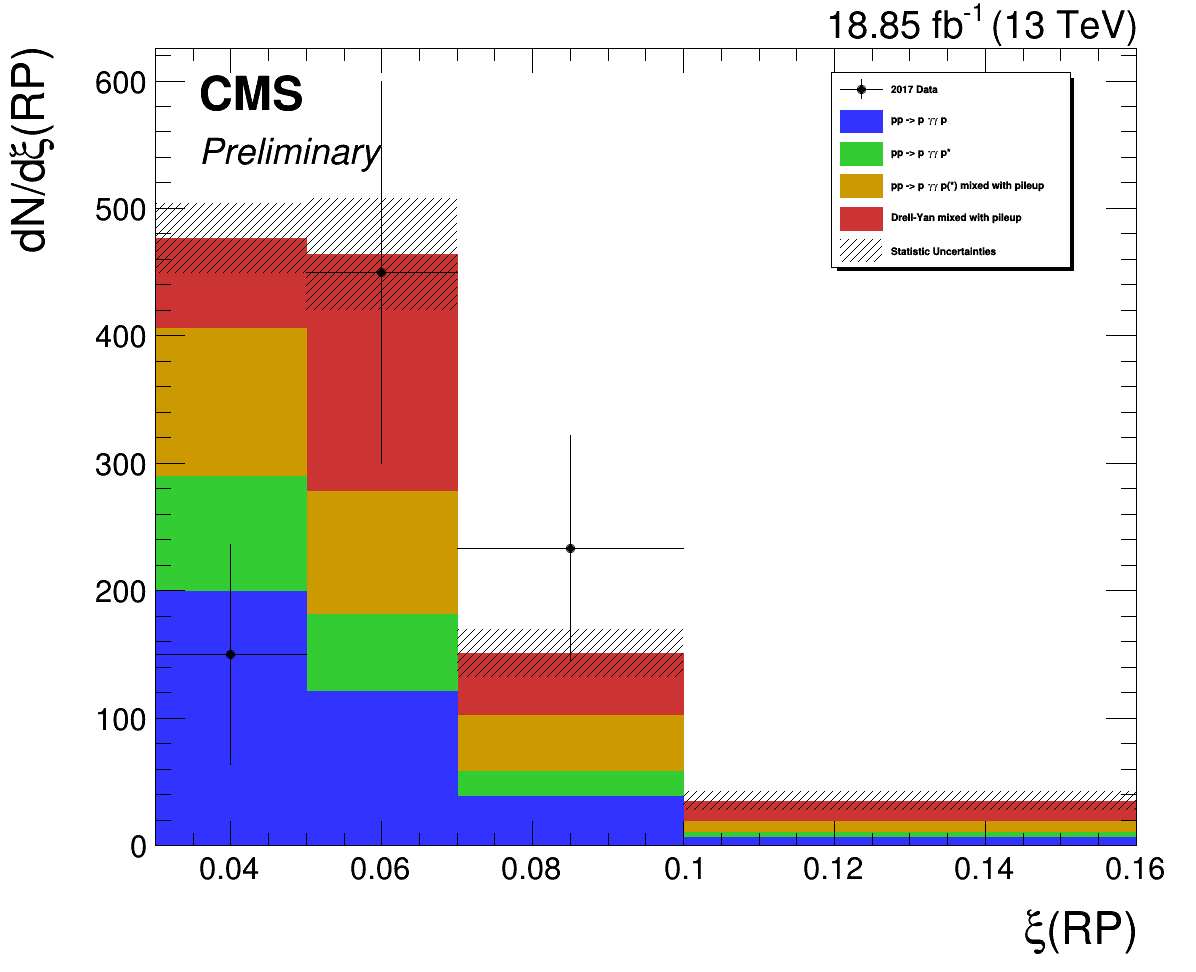 18.85 fb⁻¹ (13 TeV)
dN/dξ(RP)
CMS
Preliminary
2017 Data
pp -> p γγ p
pp -> p γγ p*
pp -> p γγ p(*) mixed with pileup
Drell-Yan mixed with pileup
Statistic Uncertainties
600
500
400
300
200
100
0
0.04 0.06 0.08 0.1 0.12 0.14 0.16
ξ(RP)